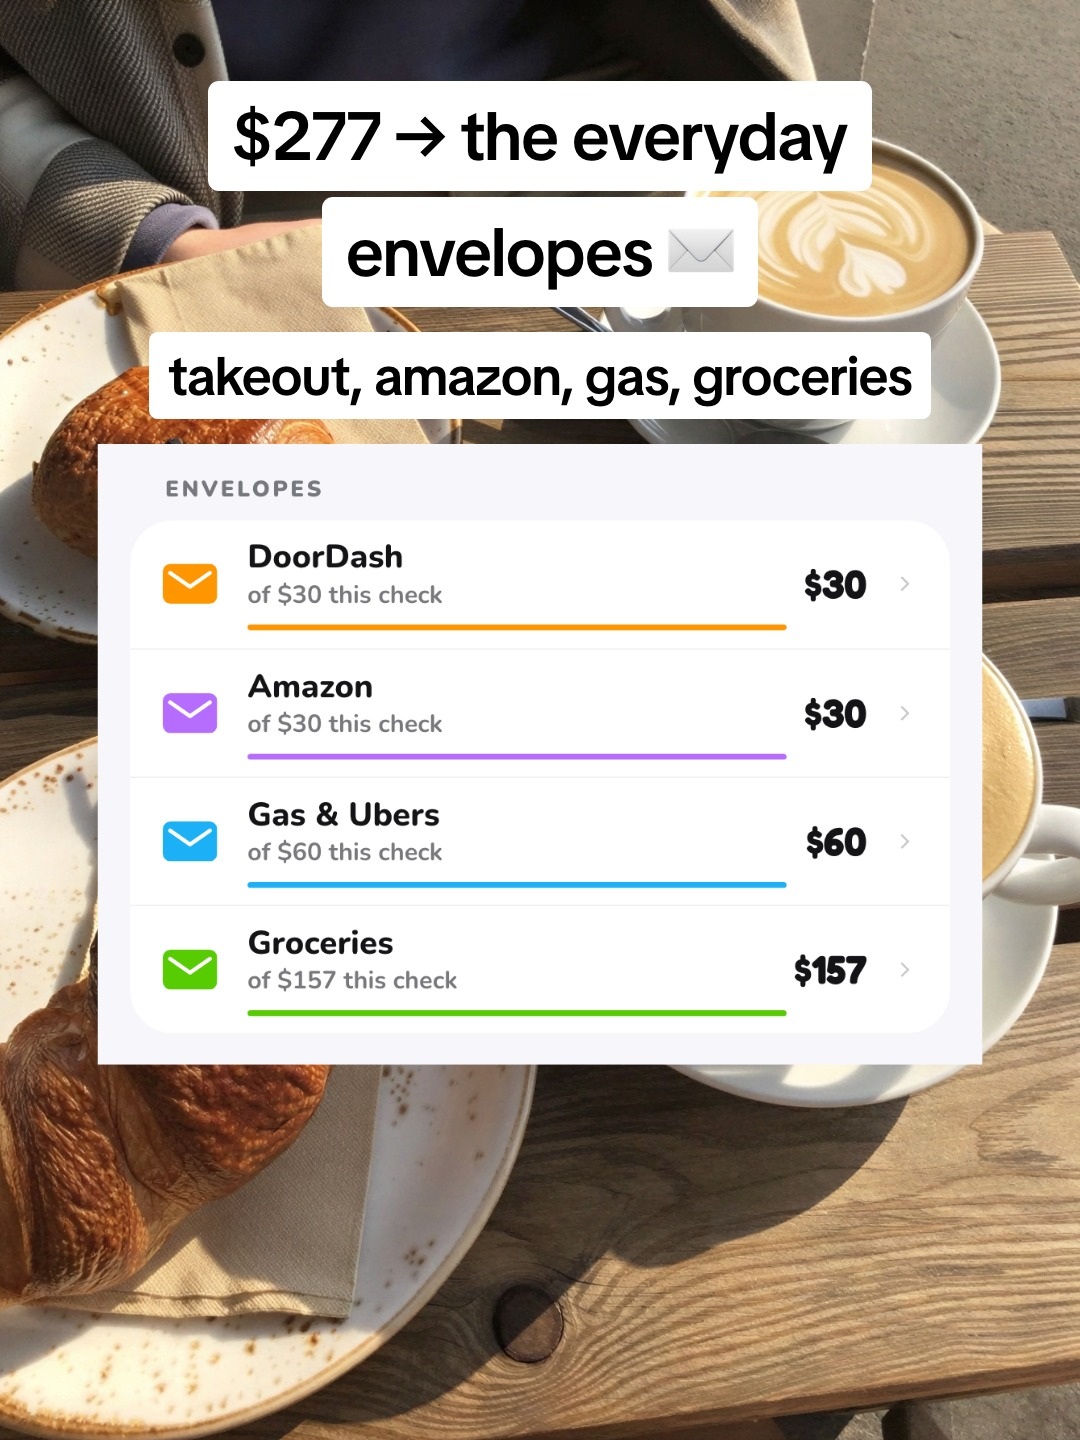 $277 → the everyday
envelopes ✉️
takeout, amazon, gas, groceries
ENVELOPES
DoorDash
of $30 this check
$30
Amazon
of $30 this check
$30
Gas & Ubers
of $60 this check
$60
Groceries
of $157 this check
$157